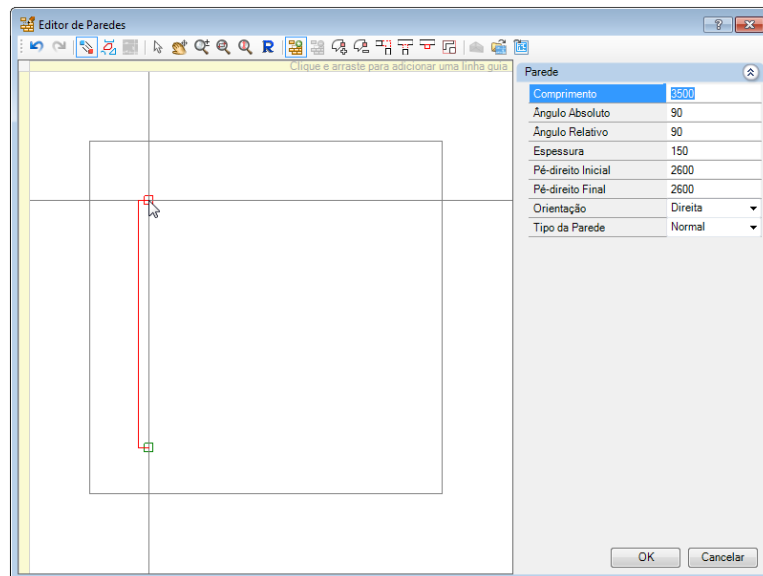 Editor de Paredes
R
Clique e arraste para adicionar uma linha guia
Parede
Comprimento 3500
Ângulo Absoluto 90
Ângulo Relativo 90
Espessura 150
Pé-direito Inicial 2600
Pé-direito Final 2600
Orientação Direita
Tipo da Parede Normal
OK Cancelar